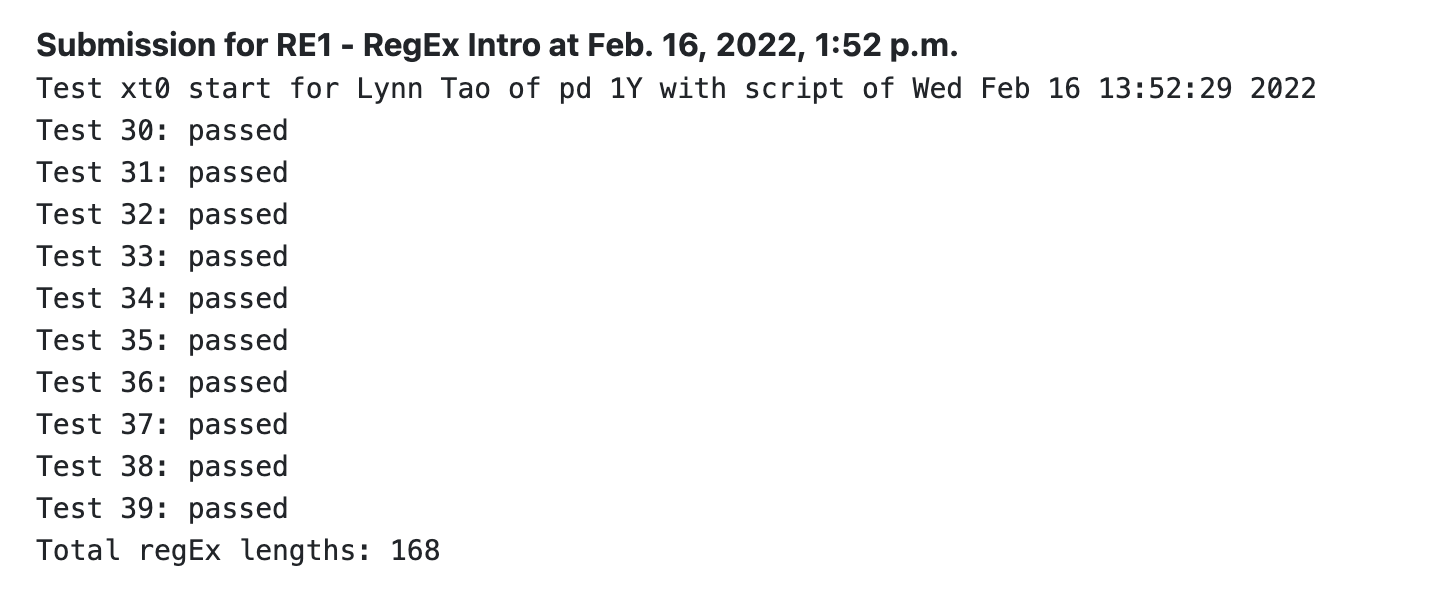 Submission for RE1 - RegEx Intro at Feb. 16, 2022, 1:52 p.m.
Test xt0 start for Lynn Tao of pd 1Y with script of Wed Feb 16 13:52:29 2022
Test 30: passed
Test 31: passed
Test 32: passed
Test 33: passed
Test 34: passed
Test 35: passed
Test 36: passed
Test 37: passed
Test 38: passed
Test 39: passed
Total regEx lengths: 168